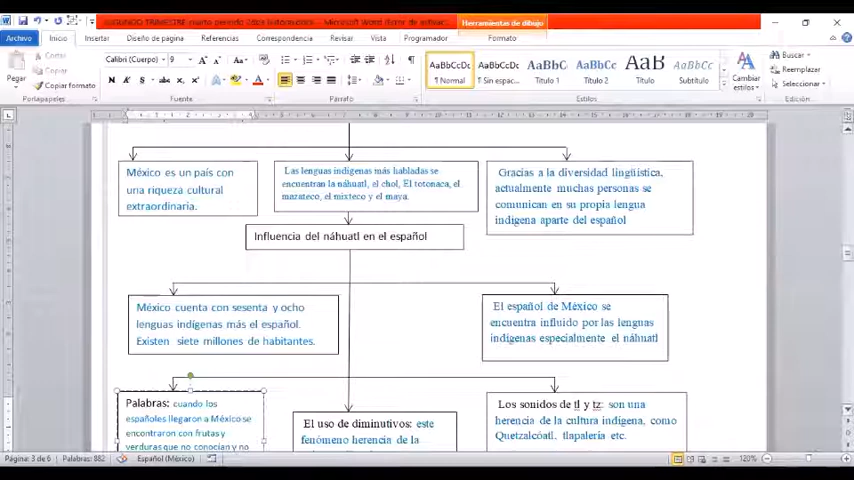 SEGUNDO TRIMESTRE cuarto periodo - Microsoft Word (Error de activac...
Herramientas de dibujo
Archivo Inicio Insertar Diseño de página Referencias Correspondencia Revisar Vista Programador Formato
Pegar
Cortar
Copiar
Copiar formato
Portapapeles
Calibri (Cuerpo) 9
Fuente
Párrafo
AaBbCcDc AaBbCcDc AaBbC AaBbCc AaB AaBbCc
¶ Normal ¶ Sin espac... Título 1 Título 2 Título Subtítulo
Cambiar estilos
Estilos
Buscar
Reemplazar
Seleccionar
Edición
México es un país con
una riqueza cultural
extraordinaria.
Las lenguas indígenas más habladas se
encuentran la náhuatl, el chol, El totonaca, el
mazateco, el mixteco y el maya.
Gracias a la diversidad lingüística,
actualmente muchas personas se
comunican en su propia lengua
indígena aparte del español
Influencia del náhuatl en el español
México cuenta con sesenta y ocho
lenguas indígenas más el español.
Existen siete millones de habitantes.
El español de México se
encuentra influido por las lenguas
indígenas especialmente el náhuatl
Palabras: cuando los
españoles llegaron a México se
encontraron con frutas y
verduras que no conocían y no
El uso de diminutivos: este
fenómeno herencia de la
Los sonidos de tl y tz: son una
herencia de la cultura indígena, como
Quetzalcóatl, tlapalería etc.
Página: 3 de 6 Palabras: 882 Español (México) 120%